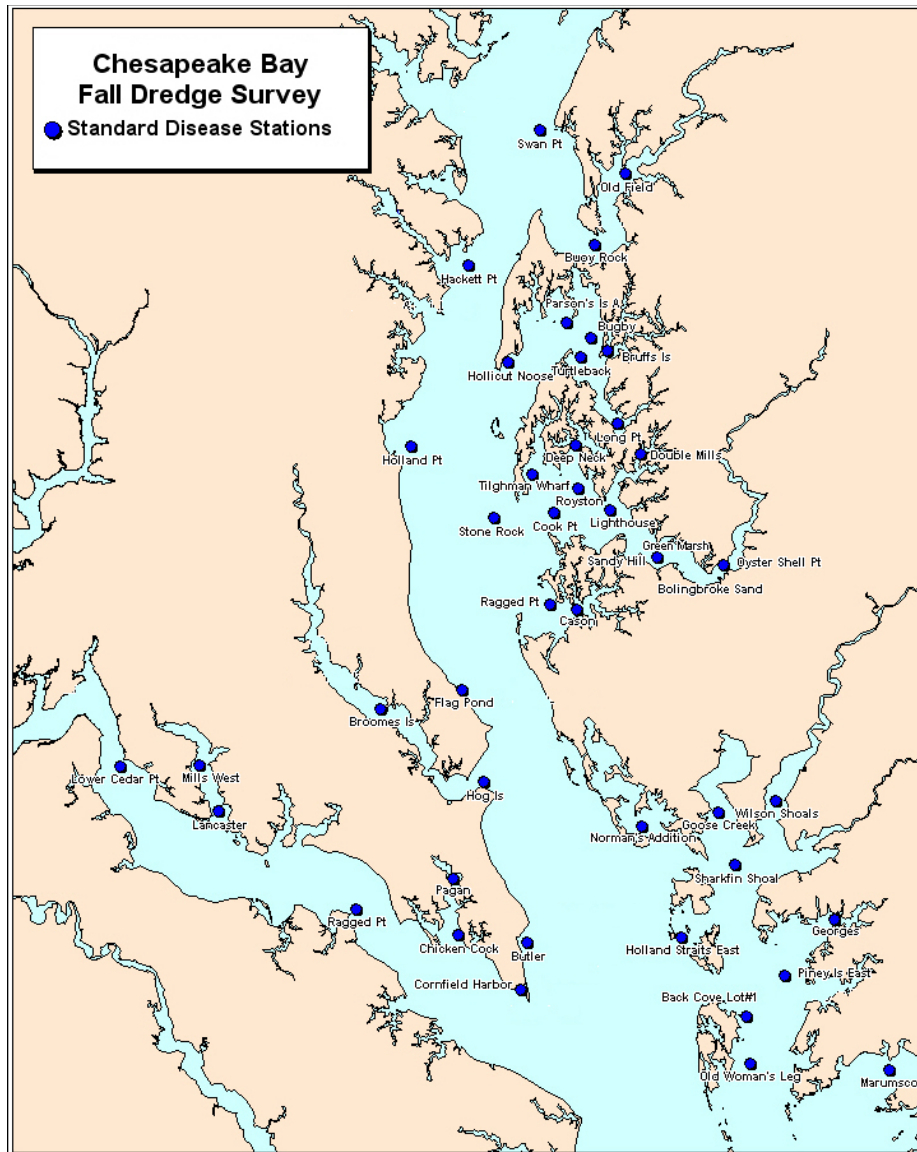 Chesapeake Bay
Fall Dredge Survey
Standard Disease Stations
Swan Pt
Old Field
Buoy Rock
Hackett Pt
Parson's Is A
Bugby
Bruffs Is
Turtleback
Hollicut Noose
Long Pt
Holland Pt
Deep Neck
Double Mills
Tilghman Wharf
Royston
Cook Pt
Lighthouse
Stone Rock
Green Marsh
Sandy Hill
Oyster Shell Pt
Bolingbroke Sand
Ragged Pt
Cason
Flag Pond
Broomes Is
Lower Cedar Pt
Mills West
Hog Is
Lancaster
Goose Creek
Wilson Shoals
Norman's Addition
Sharkfin Shoal
Pagan
Ragged Pt
Georges
Chicken Cock
Butler
Holland Straits East
Piney Is East
Cornfield Harbor
Back Cove Lot#1
Old Woman's Leg
Marumsco